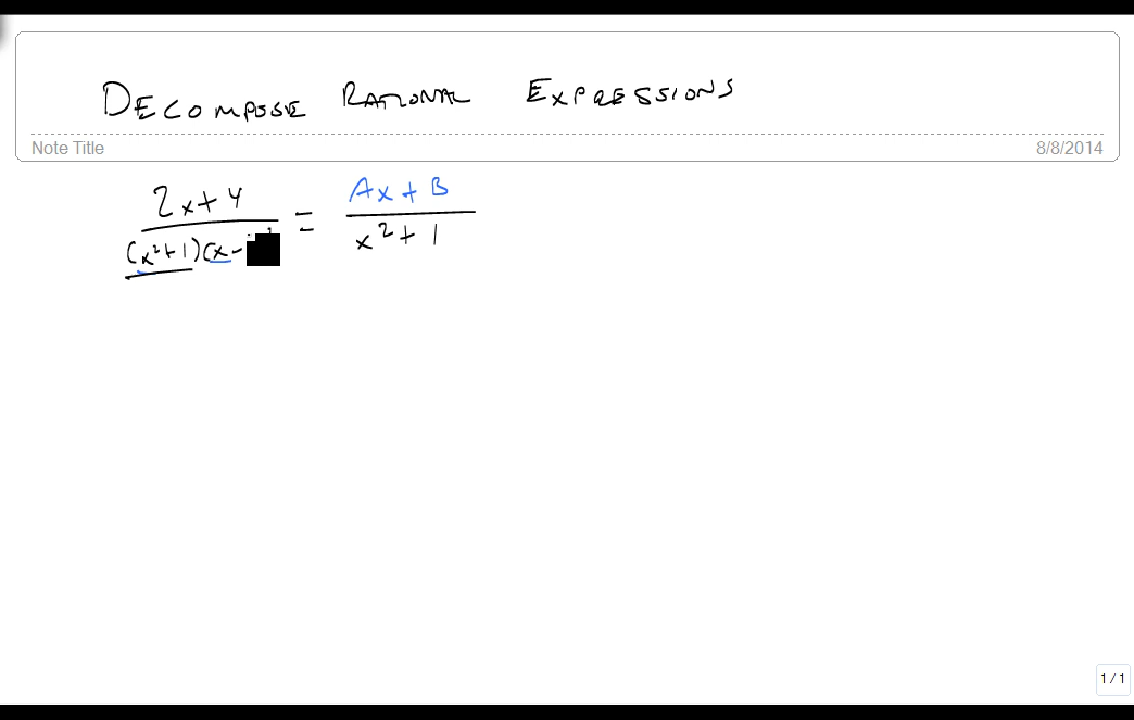 DECOMPOSE RATIONAL EXPRESSIONS
Note Title 8/8/2014
2x+4 = Ax+B
(x²+1)(x- x²+1
1/1